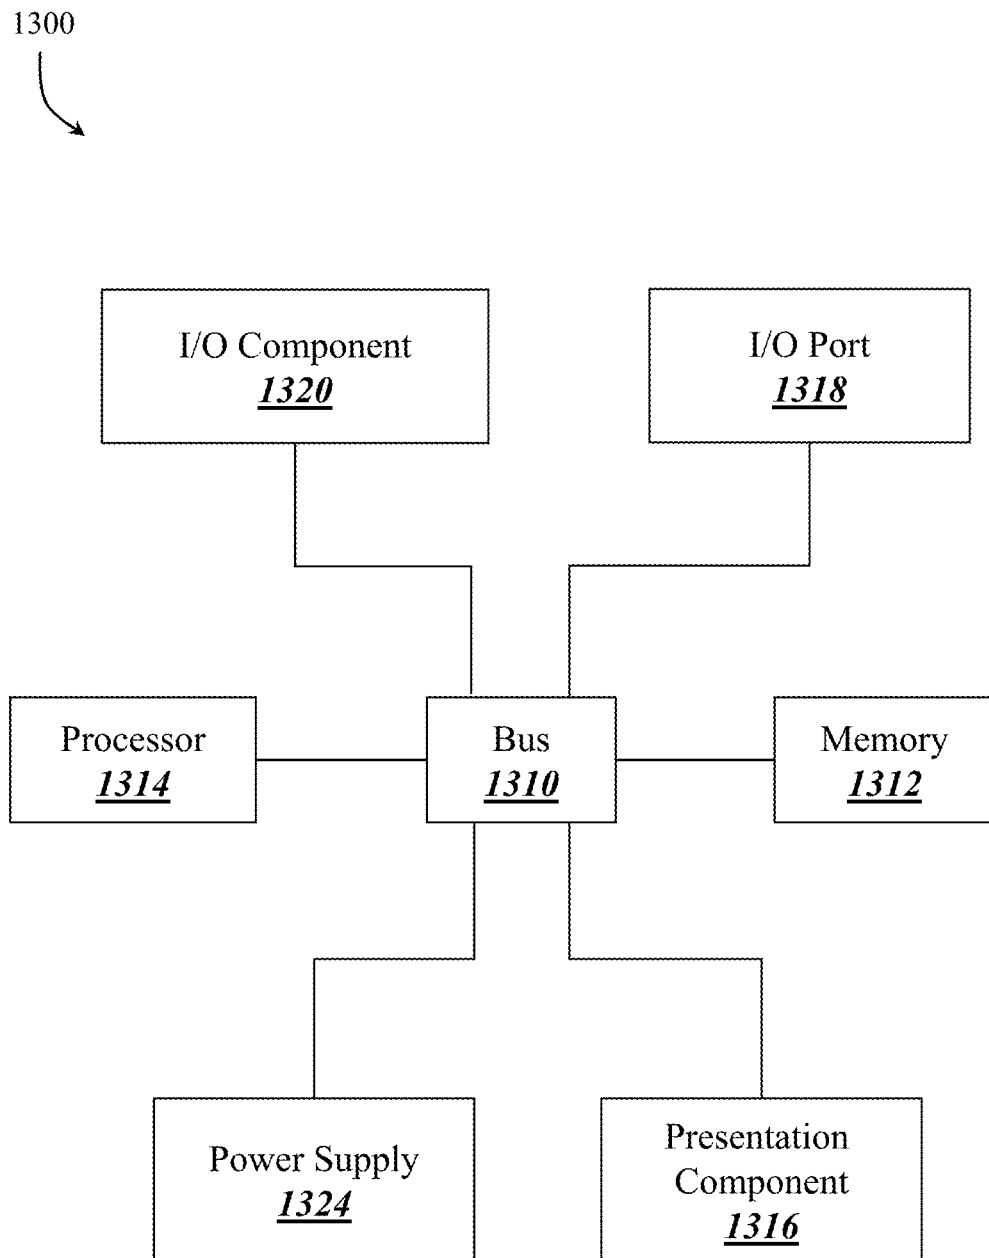 1300
I/O Component
1320
I/O Port
1318
Processor
1314
Bus
1310
Memory
1312
Power Supply
1324
Presentation
Component
1316